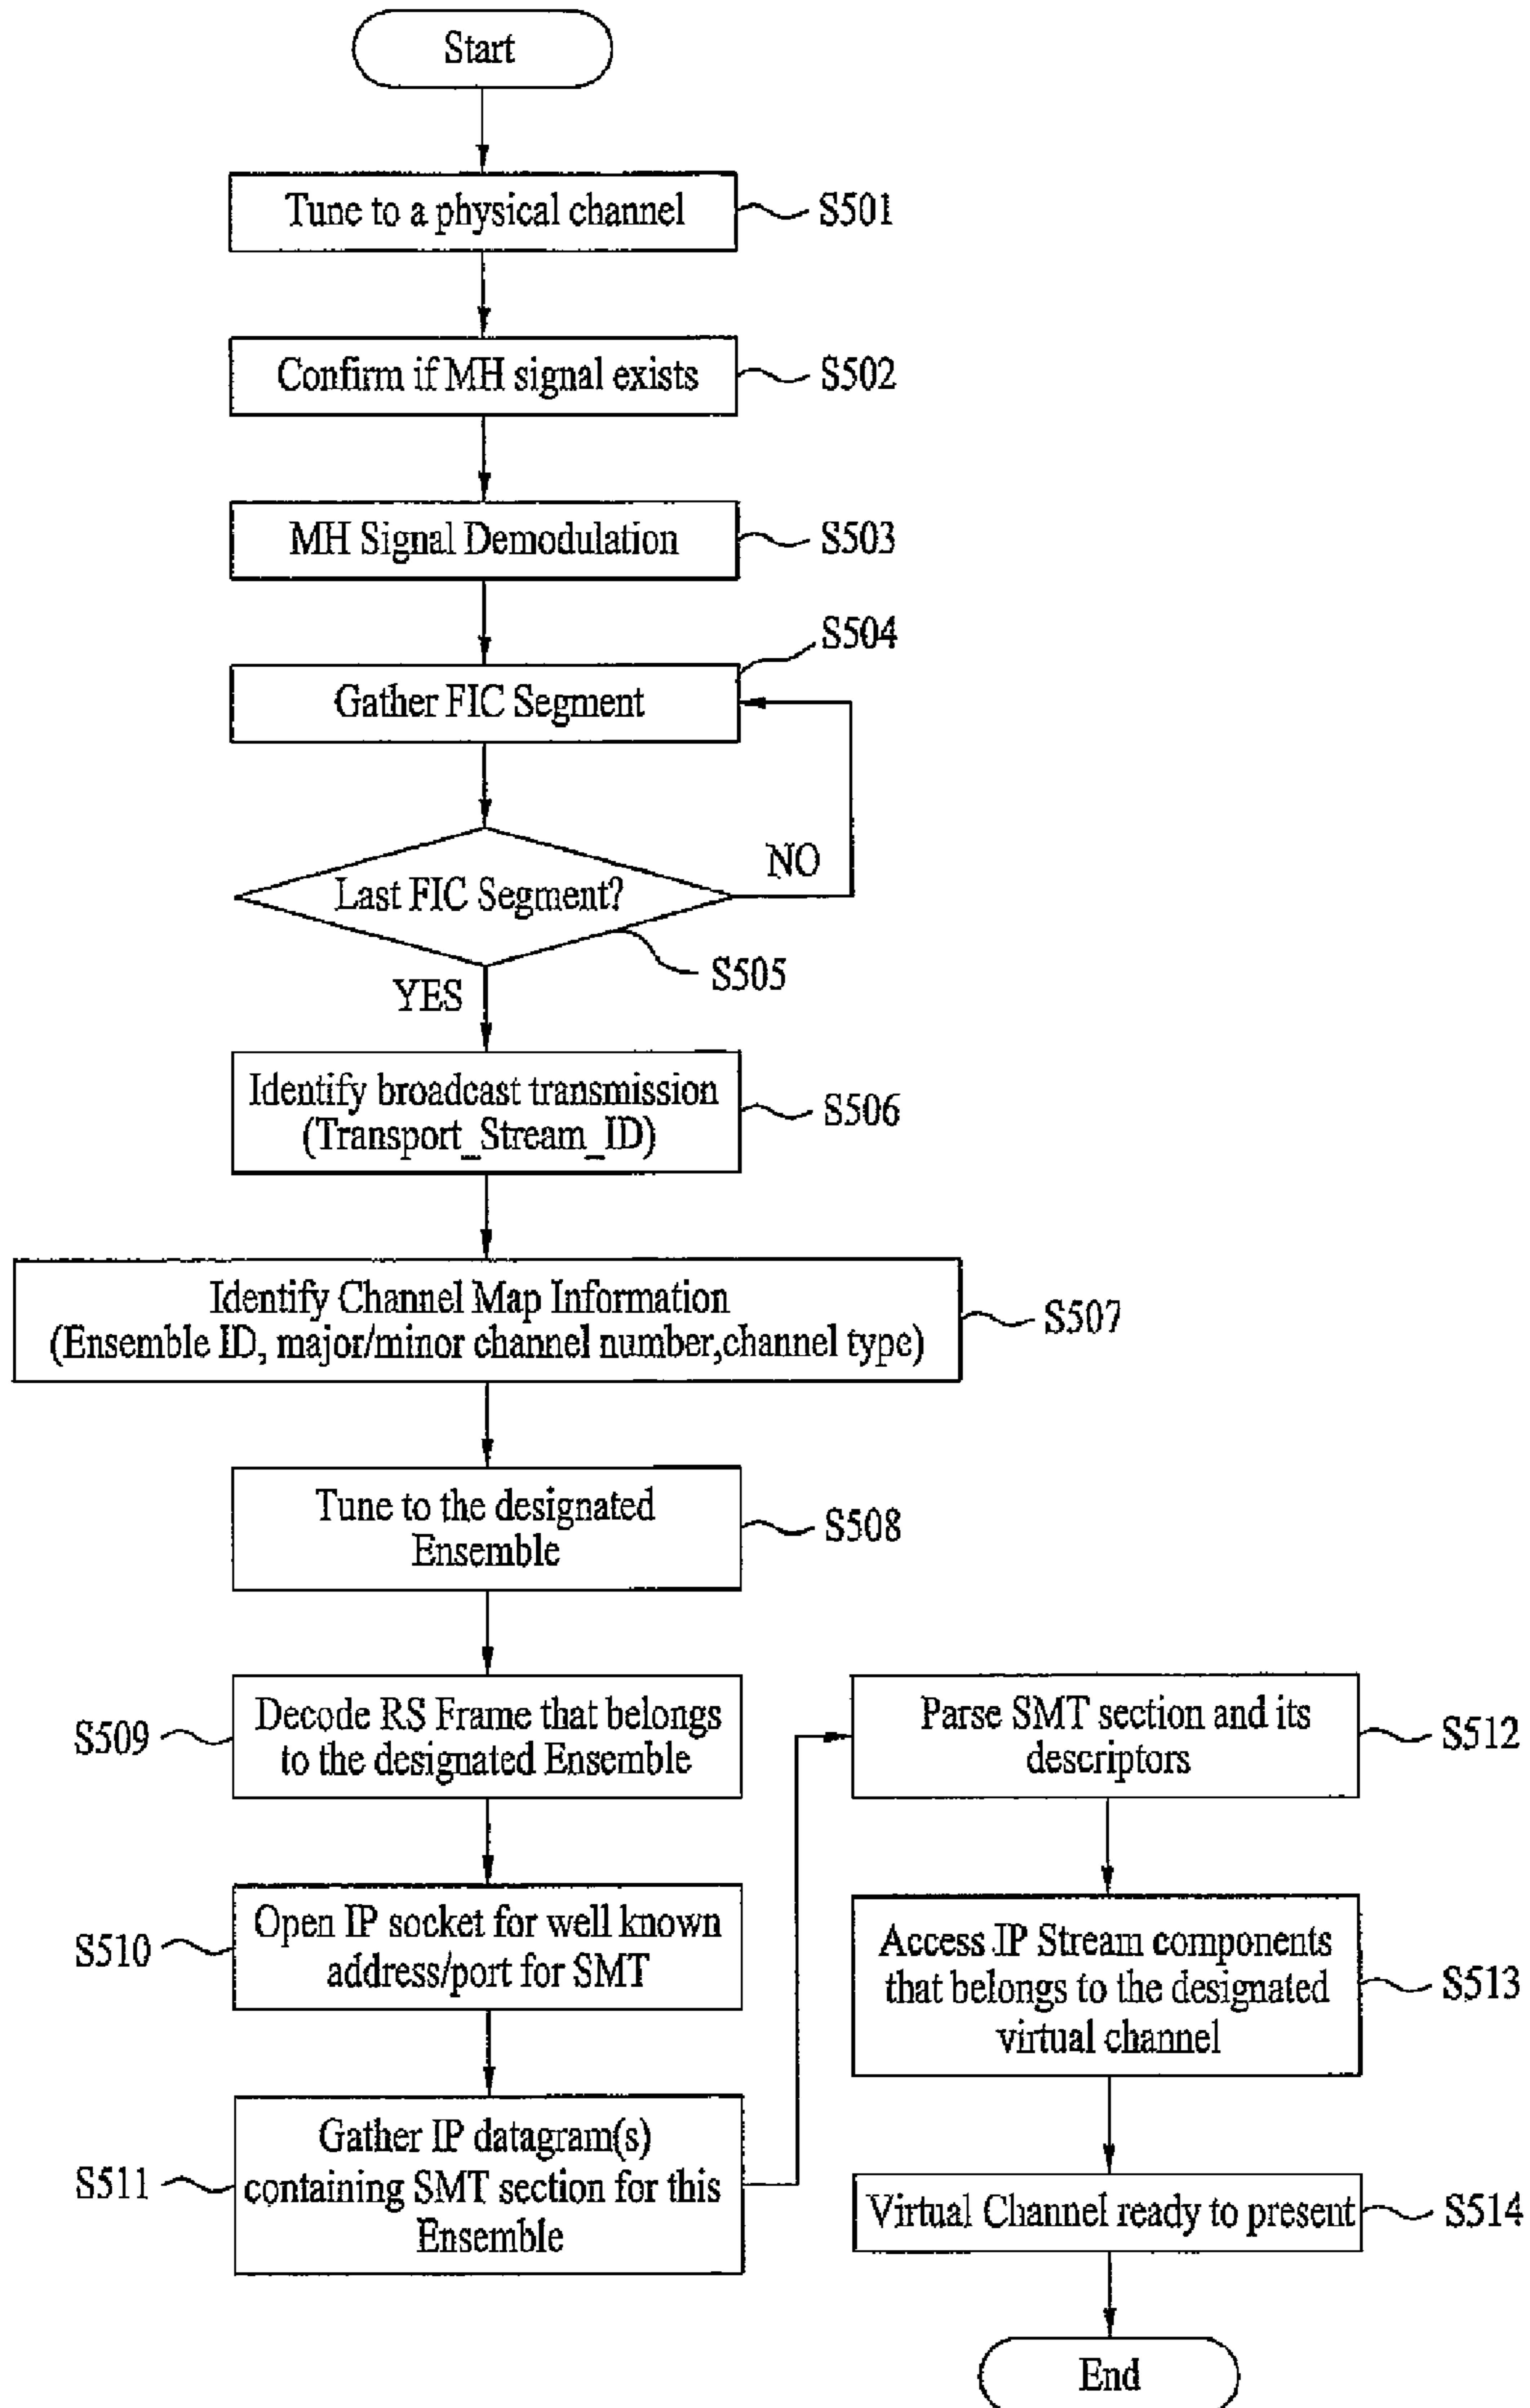 Start
Tune to a physical channel
S501
Confirm if MH signal exists
S502
MH Signal Demodulation
S503
S504
Gather FIC Segment
NO
Last FIC Segment?
S505
YES
Identify broadcast transmission
(Transport_Stream_ID)
S506
Identify Channel Map Information
(Ensemble ID, major/minor channel number,channel type)
S507
Tune to the designated
Ensemble
S508
S509
Decode RS Frame that belongs
to the designated Ensemble
S510
Open IP socket for well known
address/port for SMT
S511
Gather IP datagram(s)
containing SMT section for this
Ensemble
Parse SMT section and its
descriptors
S512
Access IP Stream components
that belongs to the designated
virtual channel
S513
Virtual Channel ready to present
S514
End